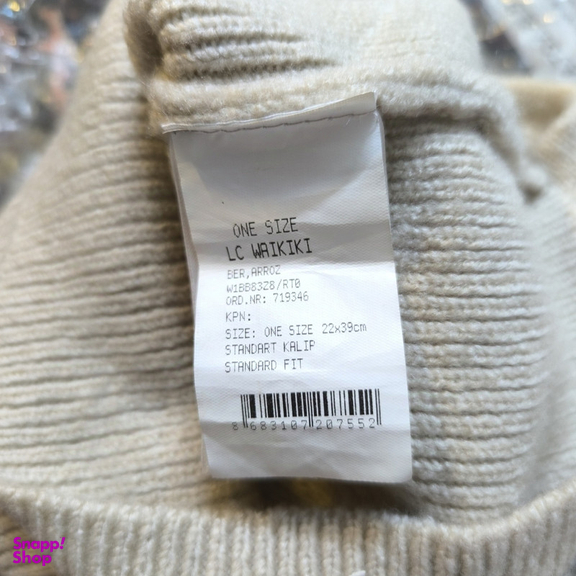 ONE SIZE
LC WAIKIKI
BER,ARROZ
W1BB83Z8/RT0
ORD.NR: 719346
KPN:
SIZE: ONE SIZE 22x39cm
STANDART KALIP
STANDARD FIT
8 683107 207552
Snapp!
Shop